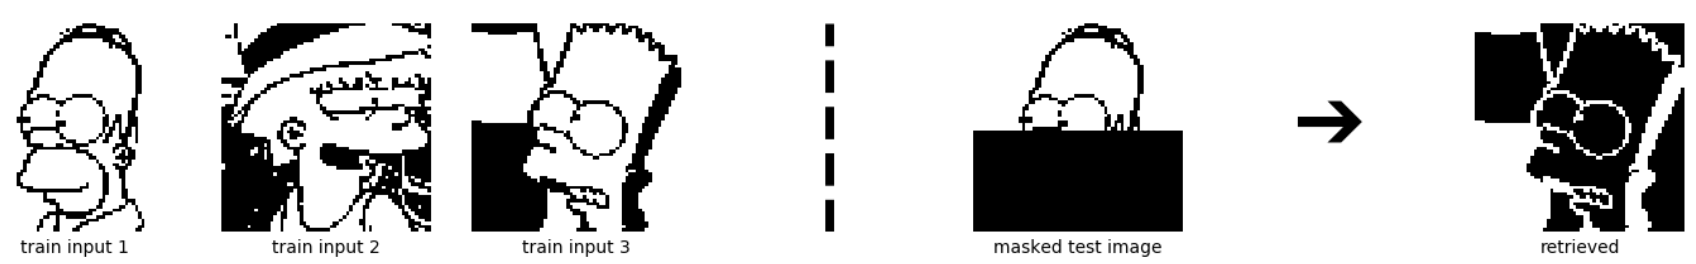 train input 1
train input 2
train input 3
masked test image
retrieved